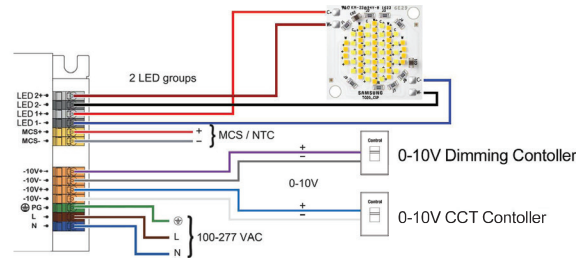 2 LED groups
LED 2+
LED 2-
LED 1+
LED 1-
MCS+
MCS-
+
−
MCS / NTC
C+
W-
C-
SAMSUNG
-10V+
-10V-
-10V+
-10V-
PG
L
N
+
−
0-10V
+
−
Control
0-10V Dimming Contoller
Control
0-10V CCT Contoller
L
N
100-277 VAC